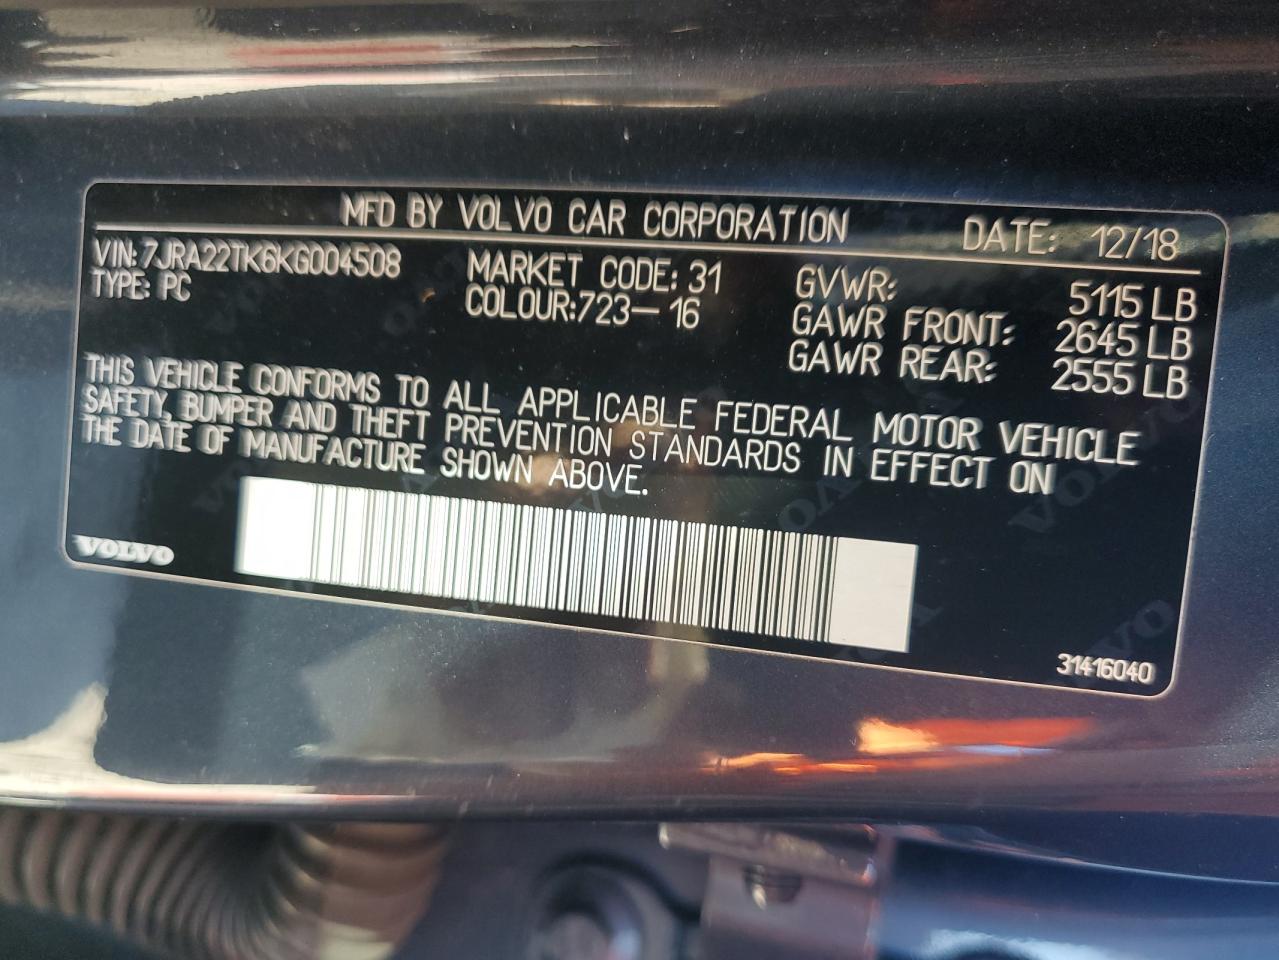 MFD BY VOLVO CAR CORPORATION DATE: 12/18
VIN: 7JRA22TK6KG004508 MARKET CODE: 31 GVWR: 5115 LB
TYPE: PC COLOUR:723-16 GAWR FRONT: 2645 LB
GAWR REAR: 2555 LB
THIS VEHICLE CONFORMS TO ALL APPLICABLE FEDERAL MOTOR VEHICLE
SAFETY, BUMPER AND THEFT PREVENTION STANDARDS IN EFFECT ON
THE DATE OF MANUFACTURE SHOWN ABOVE.
VOLVO
31416040